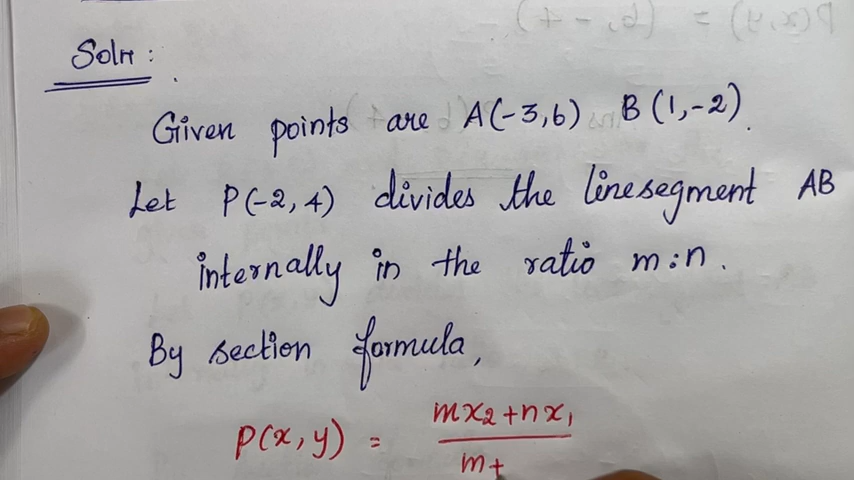 Soln :
Given points are A(-3,6) B(1,-2).
Let P(-2,4) divides the linesegment AB
internally in the ratio m:n.
By section formula,
P(x,y) = mx₂+nx₁
m+